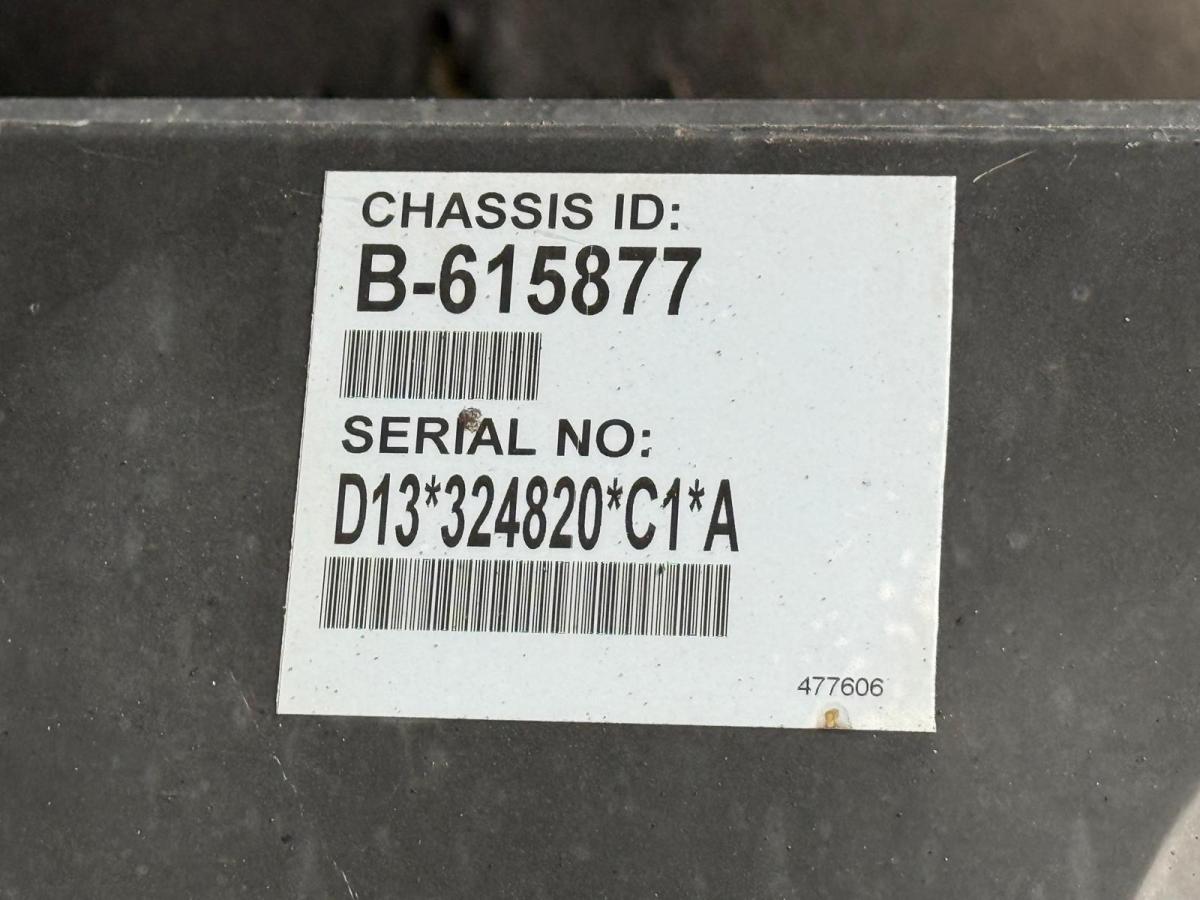 CHASSIS ID:
B-615877
SERIAL NO:
D13*324820*C1*A
477606